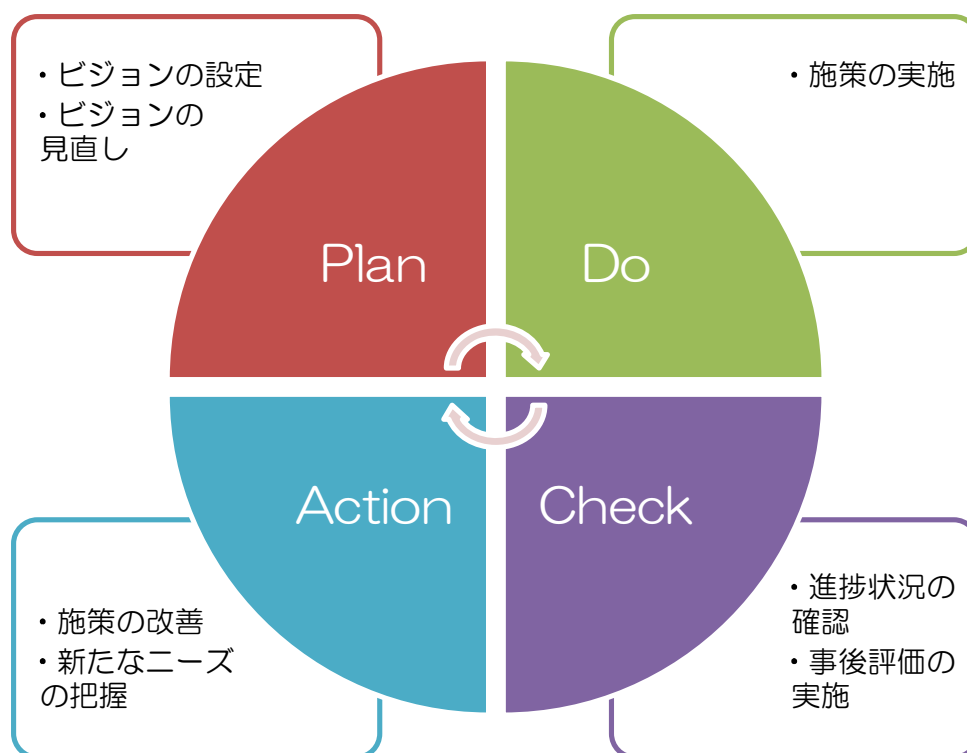 ・ビジョンの設定
・ビジョンの
見直し
・施策の実施
Plan
Do
Action
Check
・施策の改善
・新たなニーズ
の把握
・進捗状況の
確認
・事後評価の
実施